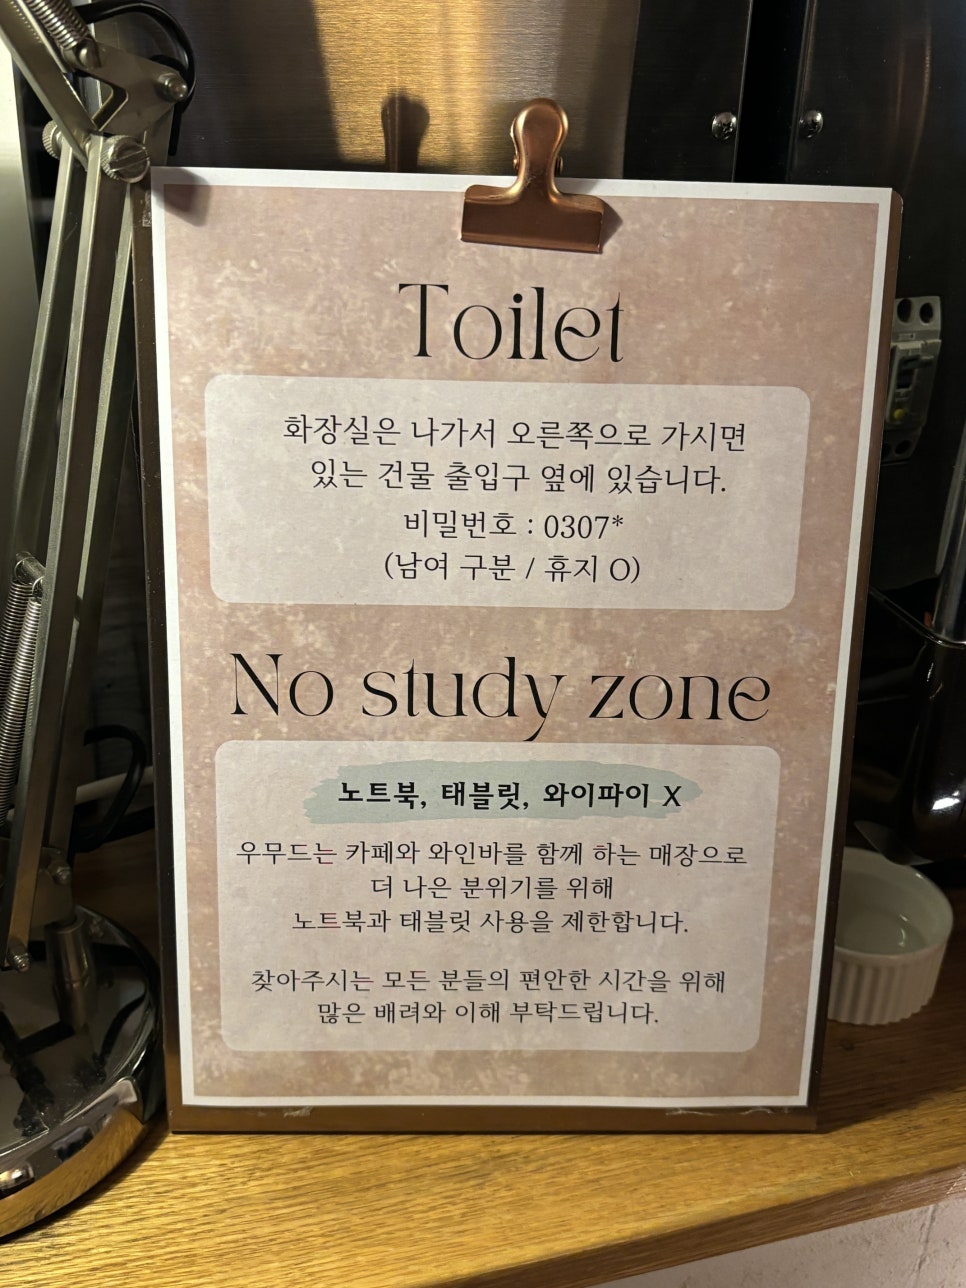 Toilet
화장실은 나가서 오른쪽으로 가시면
있는 건물 출입구 옆에 있습니다.
비밀번호 : 0307*
(남여 구분 / 휴지 O)
No study zone
노트북, 태블릿, 와이파이 X
우무드는 카페와 와인바를 함께 하는 매장으로
더 나은 분위기를 위해
노트북과 태블릿 사용을 제한합니다.
찾아주시는 모든 분들의 편안한 시간을 위해
많은 배려와 이해 부탁드립니다.